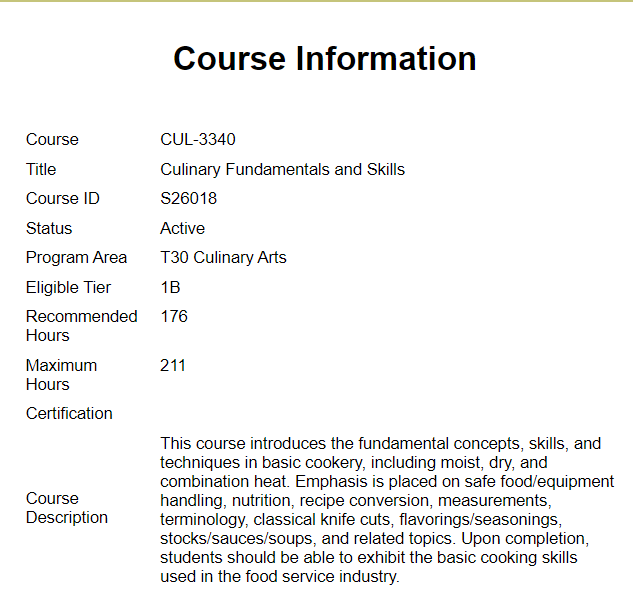 Course Information
Course CUL-3340
Title Culinary Fundamentals and Skills
Course ID S26018
Status Active
Program Area T30 Culinary Arts
Eligible Tier 1B
Recommended Hours 176
Maximum Hours 211
Certification
Course Description
This course introduces the fundamental concepts, skills, and
techniques in basic cookery, including moist, dry, and
combination heat. Emphasis is placed on safe food/equipment
handling, nutrition, recipe conversion, measurements,
terminology, classical knife cuts, flavorings/seasonings,
stocks/sauces/soups, and related topics. Upon completion,
students should be able to exhibit the basic cooking skills
used in the food service industry.